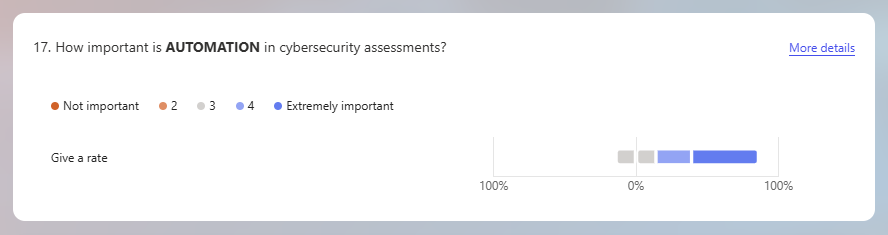 17. How important is AUTOMATION in cybersecurity assessments?
More details
Not important 2 3 4 Extremely important
Give a rate
100% 0% 100%